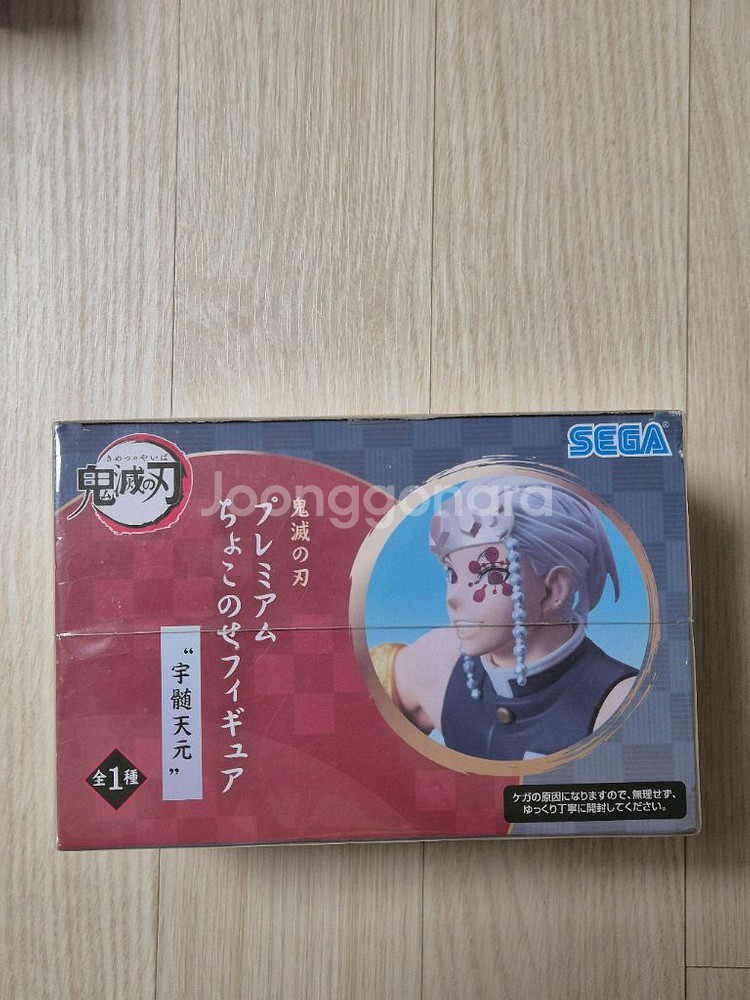 SEGA
きめつのやいば
鬼滅の刃
Joonggonara
鬼滅の刃
プレミアム
ちょこのせフィギュア
“宇髄天元”
全1種
ケガの原因になりますので、無理せず、
ゆっくり丁寧に開封してください。